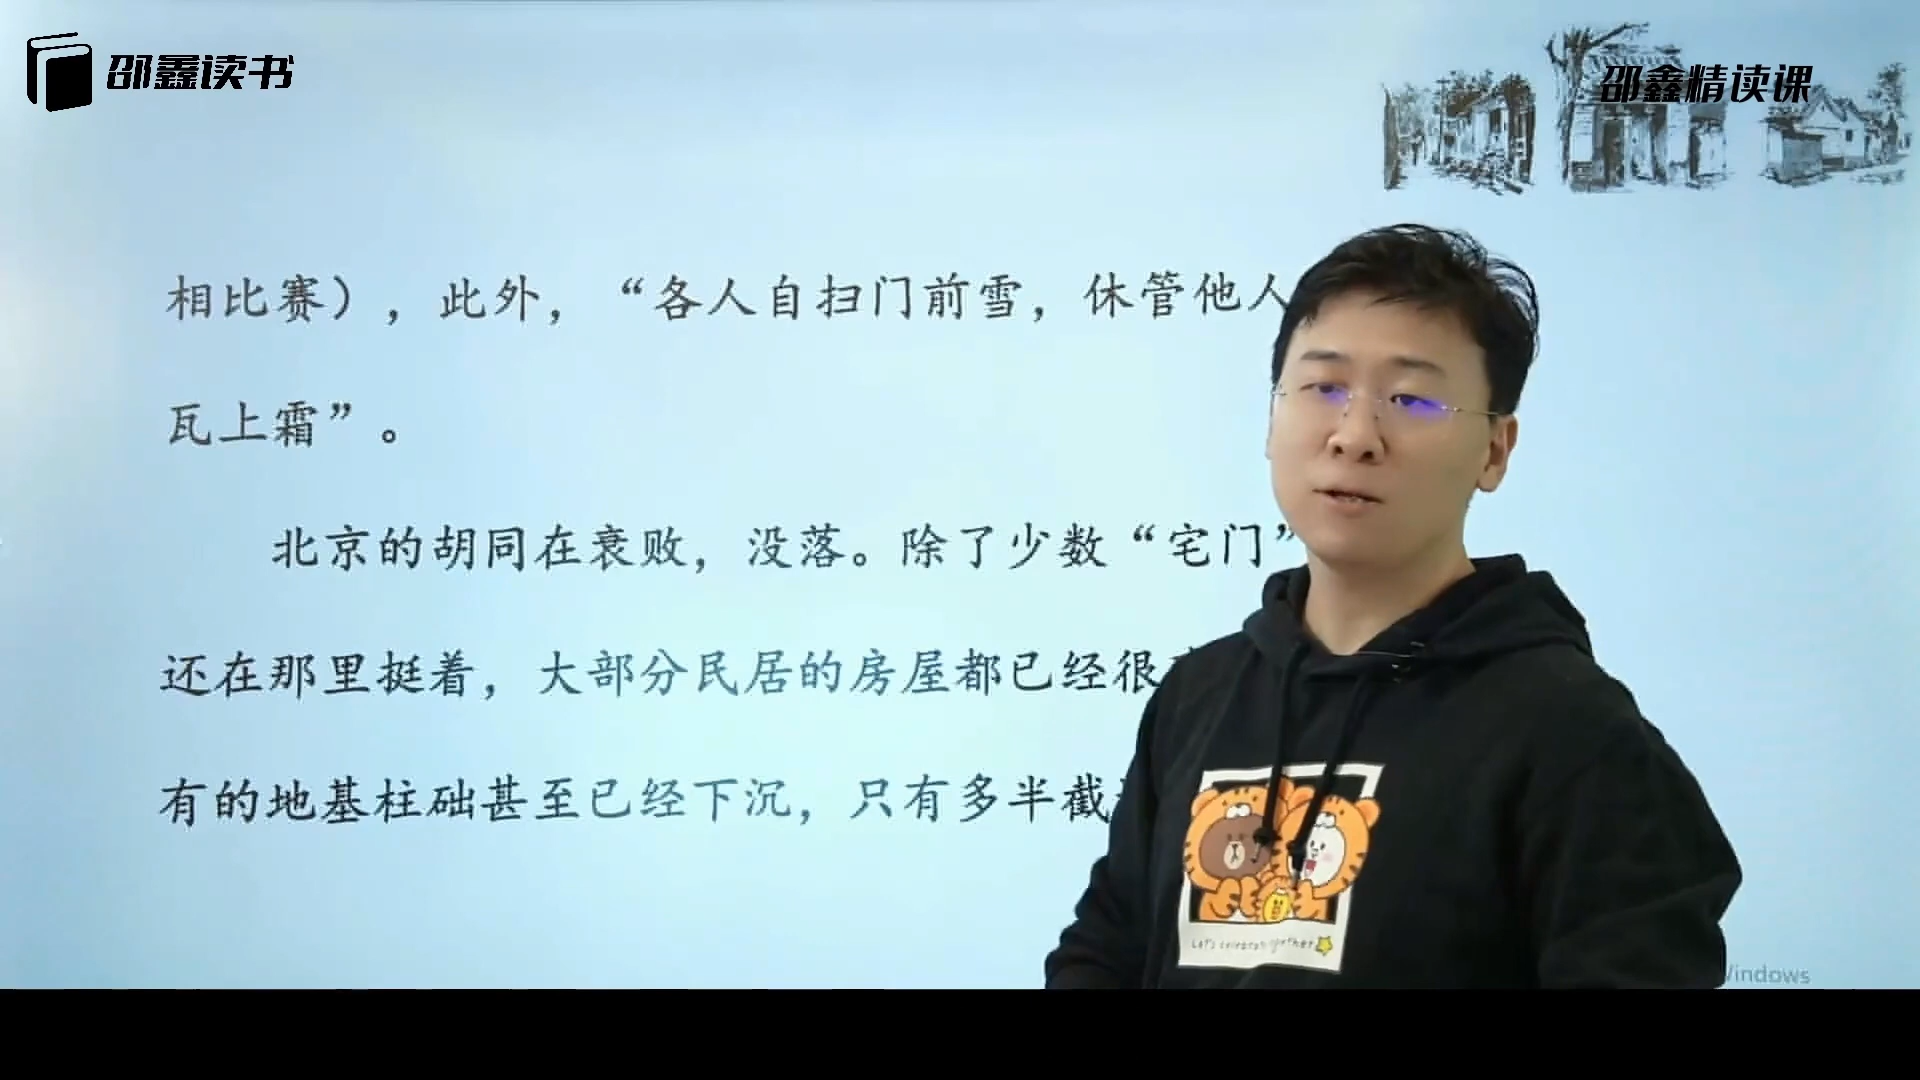 邵鑫读书
邵鑫精读课
相比赛），此外，“各人自扫门前雪，休管他人
瓦上霜”。
北京的胡同在衰败，没落。除了少数“宅门”
还在那里挺着，大部分民居的房屋都已经很
有的地基柱础甚至已经下沉，只有多半截
Let's celebrate together
Windows